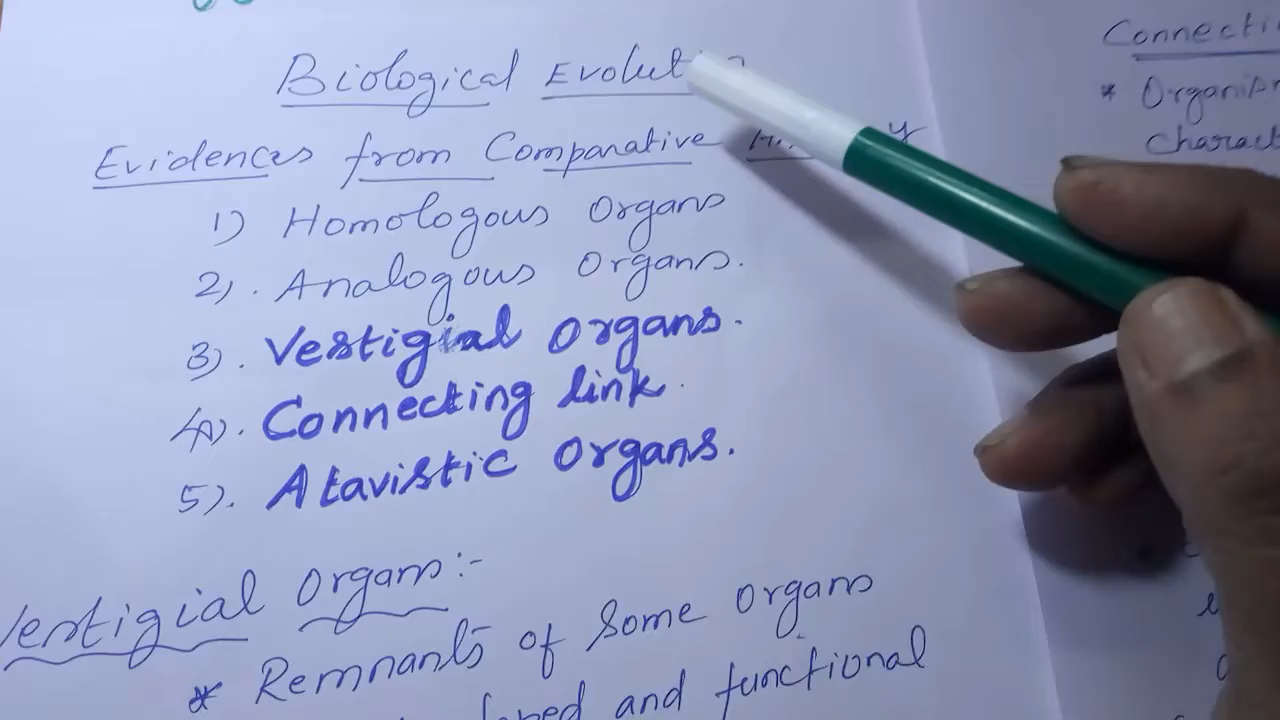 Biological
Evidences from Comparative
1) Homologous Organs
2). Analogous Organs.
3). Vestigial Organs.
4). Connecting link.
5). Atavistic Organs.
Vestigial Organs:-
* Remnants of Some Organs
and functional